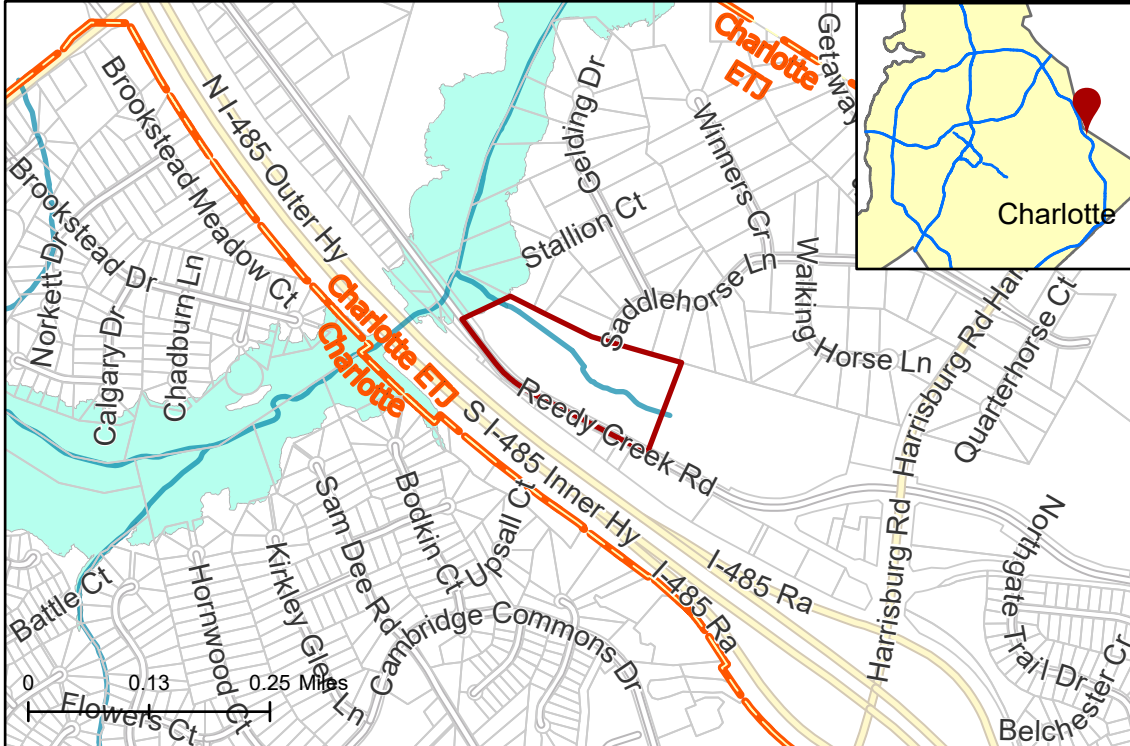 Charlotte
ETJ
Getaway
Gelding Dr
Winners Cr
N I-485 Outer Hy
Brookstead Meadow Ct
Brookstead Dr
Norkett Dr
Calgary Dr
Chadburn Ln
Stallion Ct
Saddlehorse Ln
Walking Horse Ln
Charlotte
Charlotte ETJ
Charlotte
Reedy Creek Rd
Harrisburg Rd
Harrisburg Rd
Quarterhorse Ct
S I-485 Inner Hy
I-485 Ra
I-485 Ra
Harrisburg Rd
Northgate Trail Dr
Belchester Cr
Bodkin Ct
Upsall Ct
Sam Dee Rd
Kirkley Glen Ln
Hornwood Ct
Battle Ct
Cambridge Commons Dr
Flowers Ct
0 0.13 0.25 Miles